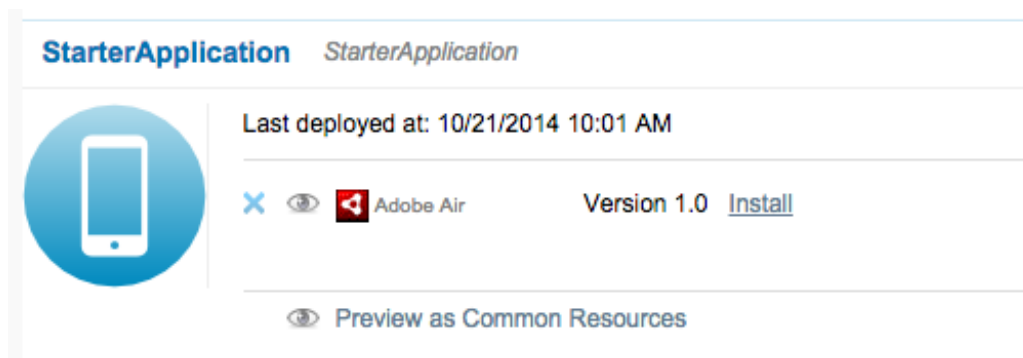 StarterApplication StarterApplication
Last deployed at: 10/21/2014 10:01 AM
Adobe Air Version 1.0 Install
Preview as Common Resources